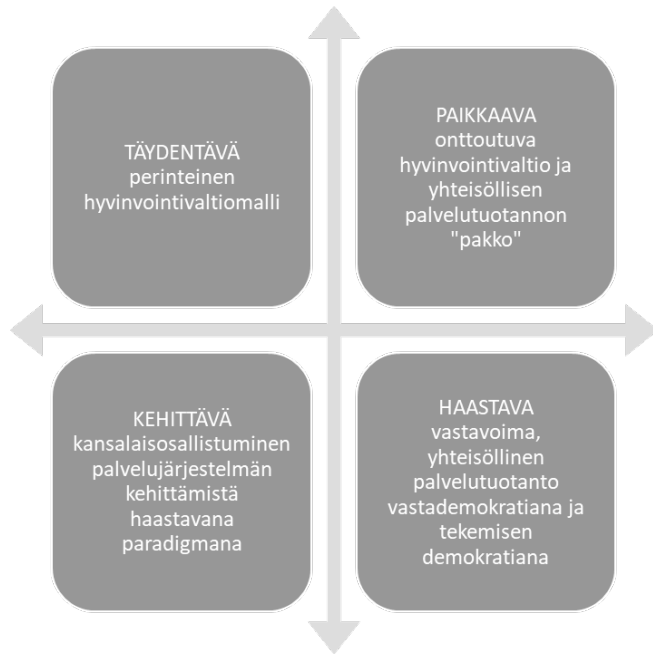 TÄYDENTÄVÄ
perinteinen
hyvinvointivaltiomalli
PAIKKAAVA
onttoutuva
hyvinvointivaltio ja
yhteisöllisen
palvelutuotannon
"pakko"
KEHITTÄVÄ
kansalaisosallistuminen
palvelujärjestelmän
kehittämistä
haastavana
paradigmana
HAASTAVA
vastavoima,
yhteisöllinen
palvelutuotanto
vastademokratiana ja
tekemisen
demokratiana